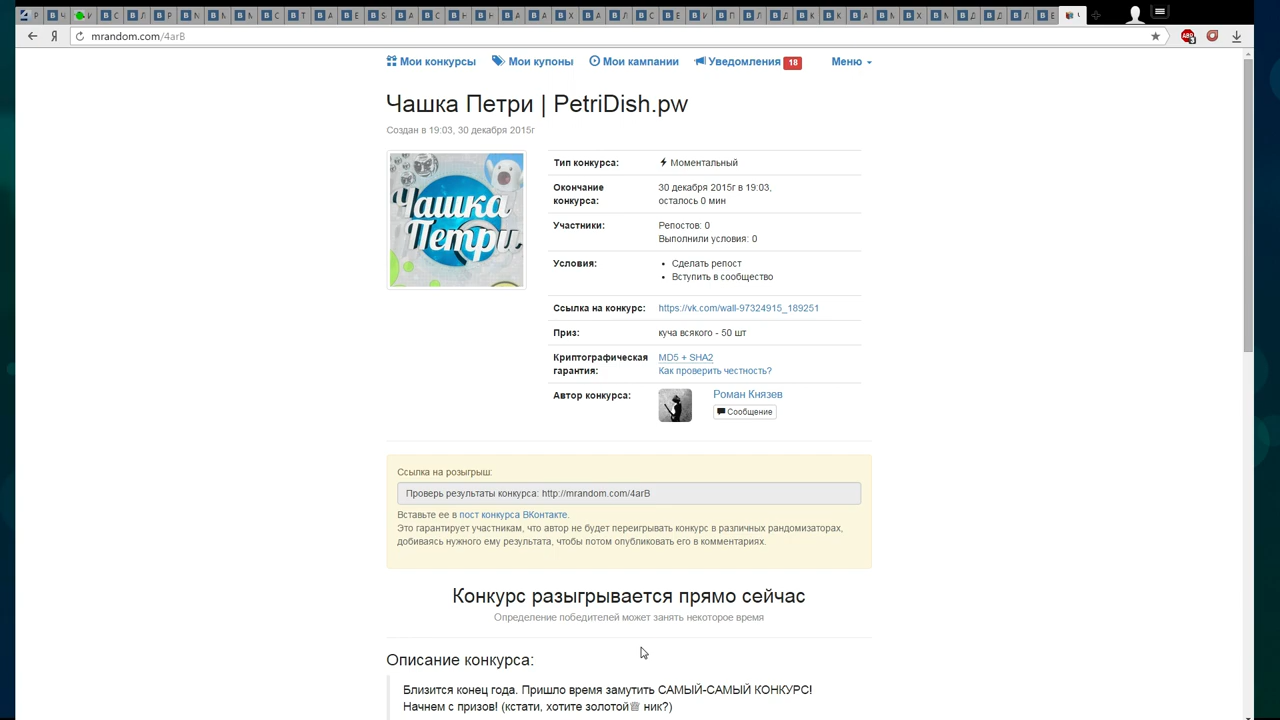 mrandom.com/4arB
Мои конкурсы Мои купоны Мои кампании Уведомления 18 Меню
Чашка Петри | PetriDish.pw
Создан в 19:03, 30 декабря 2015г
Чашка
Петри
Тип конкурса: Моментальный
Окончание конкурса: 30 декабря 2015г в 19:03,
осталось 0 мин
Участники: Репостов: 0
Выполнили условия: 0
Условия: • Сделать репост
• Вступить в сообщество
Ссылка на конкурс: https://vk.com/wall-97324915_189251
Приз: куча всякого - 50 шт
Криптографическая гарантия: MD5 + SHA2
Как проверить честность?
Автор конкурса: Роман Князев
Сообщение
Ссылка на розыгрыш:
Проверь результаты конкурса: http://mrandom.com/4arB
Вставьте ее в пост конкурса ВКонтакте.
Это гарантирует участникам, что автор не будет переигрывать конкурс в различных рандомизаторах,
добиваясь нужного ему результата, чтобы потом опубликовать его в комментариях.
Конкурс разыгрывается прямо сейчас
Определение победителей может занять некоторое время
Описание конкурса:
Близится конец года. Пришло время замутить САМЫЙ-САМЫЙ КОНКУРС!
Начнем с призов! (кстати, хотите золотой ник?)